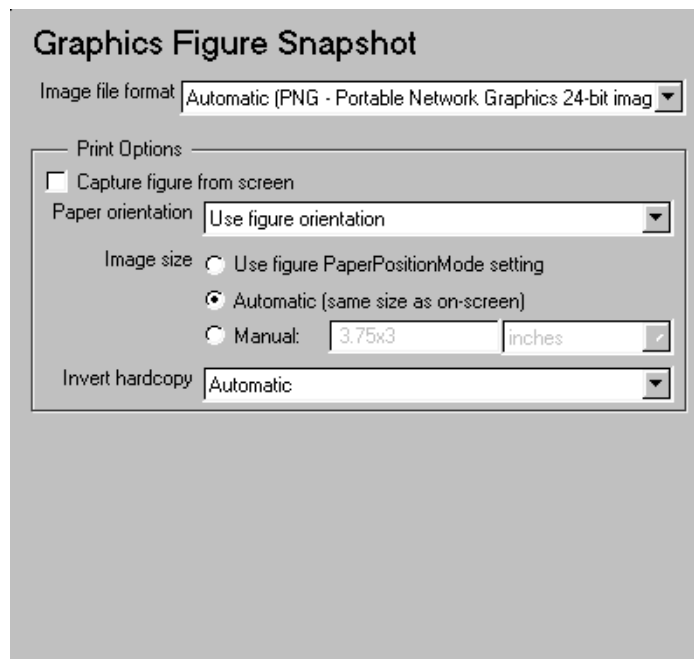 Graphics Figure Snapshot
Image file format Automatic (PNG - Portable Network Graphics 24-bit imag
Print Options
Capture figure from screen
Paper orientation Use figure orientation
Image size Use figure PaperPositionMode setting
Automatic (same size as on-screen)
Manual: 3.75x3 inches
Invert hardcopy Automatic